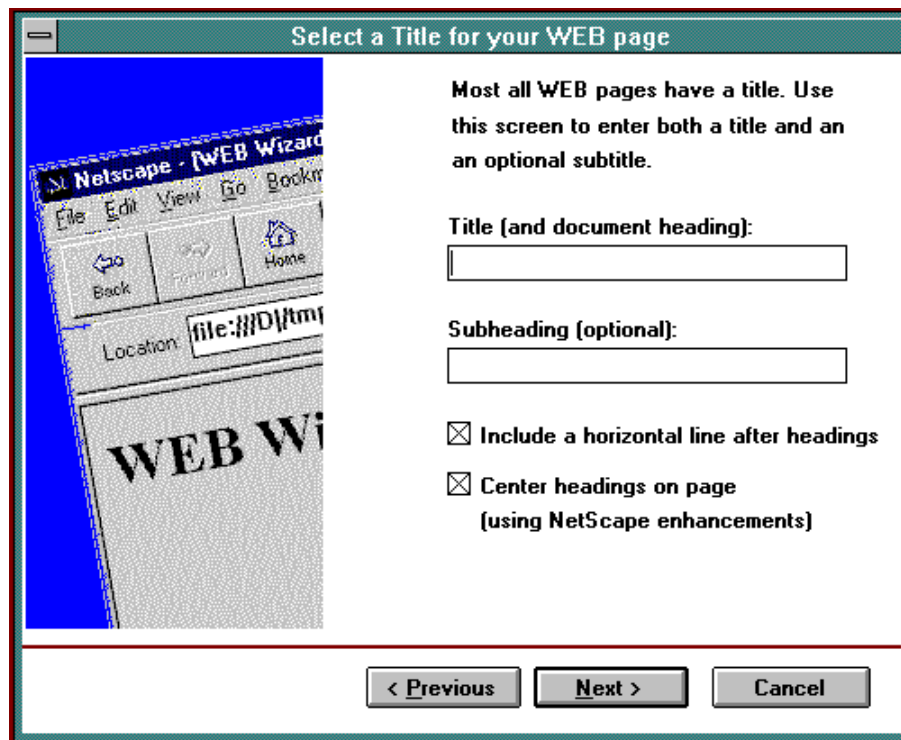 Select a Title for your WEB page
Netscape - [WEB Wizard
File Edit View Go Bookm
Back Forward Home
Location file:///D|/tmp
WEB Wi
Most all WEB pages have a title. Use
this screen to enter both a title and an
an optional subtitle.
Title (and document heading):
Subheading (optional):
Include a horizontal line after headings
Center headings on page
(using NetScape enhancements)
< Previous
Next >
Cancel